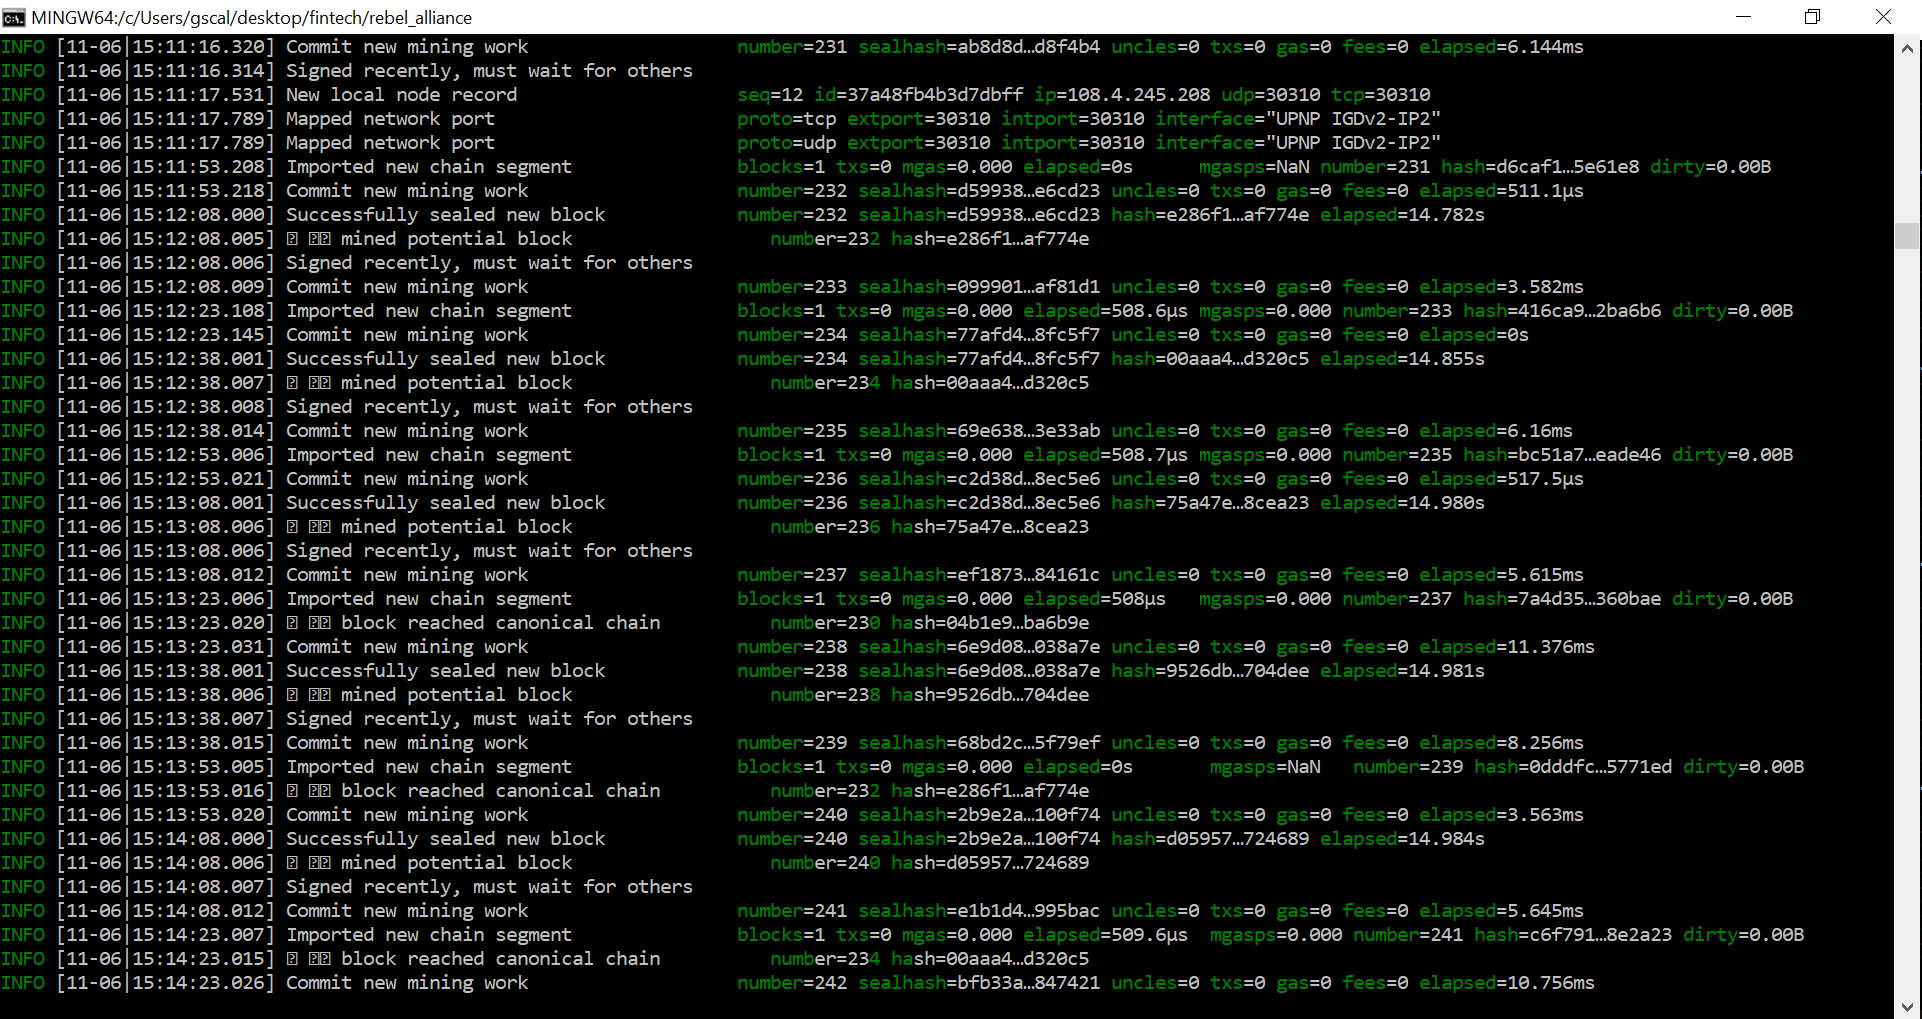 MINGW64:/c/Users/gscal/desktop/fintech/rebel_alliance
INFO [11-06|15:11:16.320] Commit new mining work number=231 sealhash=ab8d8d…d8f4b4 uncles=0 txs=0 gas=0 fees=0 elapsed=6.144ms
INFO [11-06|15:11:16.314] Signed recently, must wait for others
INFO [11-06|15:11:17.531] New local node record seq=12 id=37a48fb4b3d7dbff ip=108.4.245.208 udp=30310 tcp=30310
INFO [11-06|15:11:17.789] Mapped network port proto=tcp extport=30310 intport=30310 interface="UPNP IGDv2-IP2"
INFO [11-06|15:11:17.789] Mapped network port proto=udp extport=30310 intport=30310 interface="UPNP IGDv2-IP2"
INFO [11-06|15:11:53.208] Imported new chain segment blocks=1 txs=0 mgas=0.000 elapsed=0s mgasps=NaN number=231 hash=d6caf1…5e61e8 dirty=0.00B
INFO [11-06|15:11:53.218] Commit new mining work number=232 sealhash=d59938…e6cd23 uncles=0 txs=0 gas=0 fees=0 elapsed=511.1µs
INFO [11-06|15:12:08.000] Successfully sealed new block number=232 sealhash=d59938…e6cd23 hash=e286f1…af774e elapsed=14.782s
INFO [11-06|15:12:08.005] mined potential block number=232 hash=e286f1…af774e
INFO [11-06|15:12:08.006] Signed recently, must wait for others
INFO [11-06|15:12:08.009] Commit new mining work number=233 sealhash=099901…af81d1 uncles=0 txs=0 gas=0 fees=0 elapsed=3.582ms
INFO [11-06|15:12:23.108] Imported new chain segment blocks=1 txs=0 mgas=0.000 elapsed=508.6µs mgasps=0.000 number=233 hash=416ca9…2ba6b6 dirty=0.00B
INFO [11-06|15:12:23.145] Commit new mining work number=234 sealhash=77afd4…8fc5f7 uncles=0 txs=0 gas=0 fees=0 elapsed=0s
INFO [11-06|15:12:38.001] Successfully sealed new block number=234 sealhash=77afd4…8fc5f7 hash=00aaa4…d320c5 elapsed=14.855s
INFO [11-06|15:12:38.007] mined potential block number=234 hash=00aaa4…d320c5
INFO [11-06|15:12:38.008] Signed recently, must wait for others
INFO [11-06|15:12:38.014] Commit new mining work number=235 sealhash=69e638…3e33ab uncles=0 txs=0 gas=0 fees=0 elapsed=6.16ms
INFO [11-06|15:12:53.006] Imported new chain segment blocks=1 txs=0 mgas=0.000 elapsed=508.7µs mgasps=0.000 number=235 hash=bc51a7…eade46 dirty=0.00B
INFO [11-06|15:12:53.021] Commit new mining work number=236 sealhash=c2d38d…8ec5e6 uncles=0 txs=0 gas=0 fees=0 elapsed=517.5µs
INFO [11-06|15:13:08.001] Successfully sealed new block number=236 sealhash=c2d38d…8ec5e6 hash=75a47e…8cea23 elapsed=14.980s
INFO [11-06|15:13:08.006] mined potential block number=236 hash=75a47e…8cea23
INFO [11-06|15:13:08.006] Signed recently, must wait for others
INFO [11-06|15:13:08.012] Commit new mining work number=237 sealhash=ef1873…84161c uncles=0 txs=0 gas=0 fees=0 elapsed=5.615ms
INFO [11-06|15:13:23.006] Imported new chain segment blocks=1 txs=0 mgas=0.000 elapsed=508µs mgasps=0.000 number=237 hash=7a4d35…360bae dirty=0.00B
INFO [11-06|15:13:23.020] block reached canonical chain number=230 hash=04b1e9…ba6b9e
INFO [11-06|15:13:23.031] Commit new mining work number=238 sealhash=6e9d08…038a7e uncles=0 txs=0 gas=0 fees=0 elapsed=11.376ms
INFO [11-06|15:13:38.001] Successfully sealed new block number=238 sealhash=6e9d08…038a7e hash=9526db…704dee elapsed=14.981s
INFO [11-06|15:13:38.006] mined potential block number=238 hash=9526db…704dee
INFO [11-06|15:13:38.007] Signed recently, must wait for others
INFO [11-06|15:13:38.015] Commit new mining work number=239 sealhash=68bd2c…5f79ef uncles=0 txs=0 gas=0 fees=0 elapsed=8.256ms
INFO [11-06|15:13:53.005] Imported new chain segment blocks=1 txs=0 mgas=0.000 elapsed=0s mgasps=NaN number=239 hash=0dddfc…5771ed dirty=0.00B
INFO [11-06|15:13:53.016] block reached canonical chain number=232 hash=e286f1…af774e
INFO [11-06|15:13:53.020] Commit new mining work number=240 sealhash=2b9e2a…100f74 uncles=0 txs=0 gas=0 fees=0 elapsed=3.563ms
INFO [11-06|15:14:08.000] Successfully sealed new block number=240 sealhash=2b9e2a…100f74 hash=d05957…724689 elapsed=14.984s
INFO [11-06|15:14:08.006] mined potential block number=240 hash=d05957…724689
INFO [11-06|15:14:08.007] Signed recently, must wait for others
INFO [11-06|15:14:08.012] Commit new mining work number=241 sealhash=e1b1d4…995bac uncles=0 txs=0 gas=0 fees=0 elapsed=5.645ms
INFO [11-06|15:14:23.007] Imported new chain segment blocks=1 txs=0 mgas=0.000 elapsed=509.6µs mgasps=0.000 number=241 hash=c6f791…8e2a23 dirty=0.00B
INFO [11-06|15:14:23.015] block reached canonical chain number=234 hash=00aaa4…d320c5
INFO [11-06|15:14:23.026] Commit new mining work number=242 sealhash=bfb33a…847421 uncles=0 txs=0 gas=0 fees=0 elapsed=10.756ms